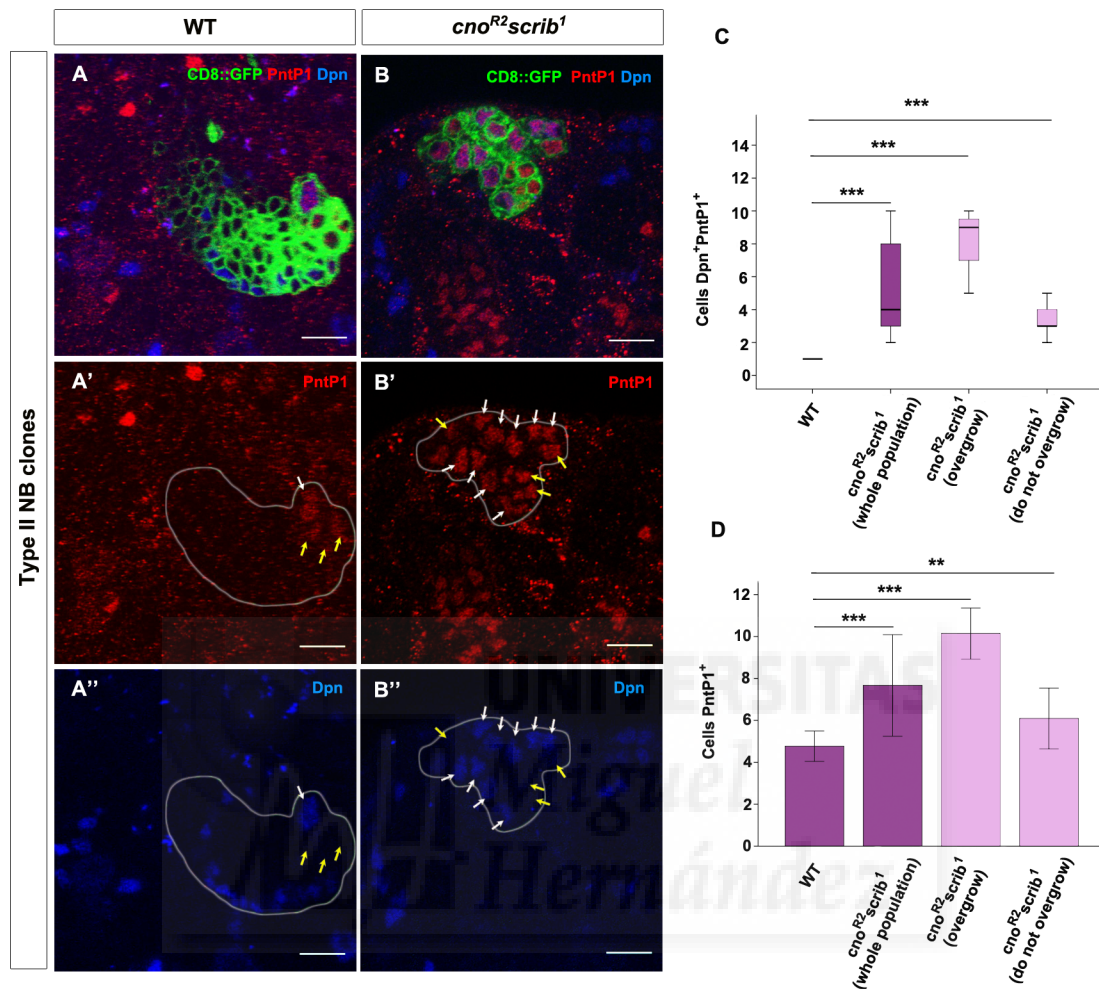 WT
cnoR2scrib1
Type II NB clones
A
CD8::GFP PntP1 Dpn
B
CD8::GFP PntP1 Dpn
A'
PntP1
B'
PntP1
A''
Dpn
B''
Dpn
C
Cells Dpn+PntP1+
14
12
10
8
6
4
2
0
***
***
***
WT
cnoR2scrib1
(whole population)
cnoR2scrib1
(overgrow)
cnoR2scrib1
(do not overgrow)
D
Cells PntP1+
12
10
8
6
4
2
0
**
***
***
WT
cnoR2scrib1
(whole population)
cnoR2scrib1
(overgrow)
cnoR2scrib1
(do not overgrow)
UNIVERSITAS
Miguel
Hernández